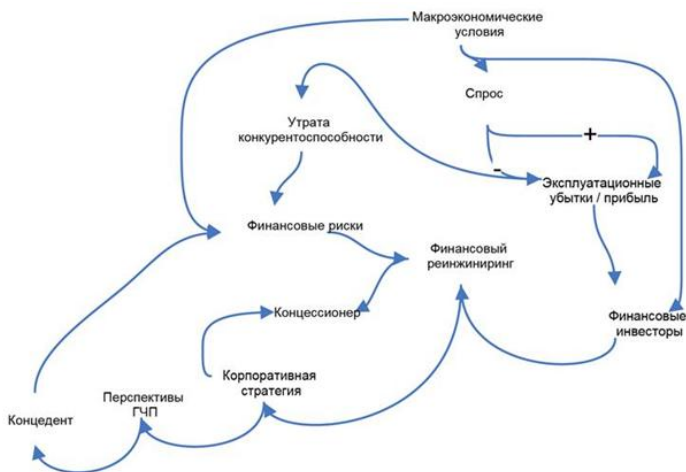 Макроэкономические
условия
Спрос
Утрата
конкурентоспособности
+
-
Эксплуатационные
убытки / прибыль
Финансовые риски
Финансовый
реинжиниринг
Концессионер
Финансовые
инвесторы
Корпоративная
стратегия
Перспективы
ГЧП
Концедент